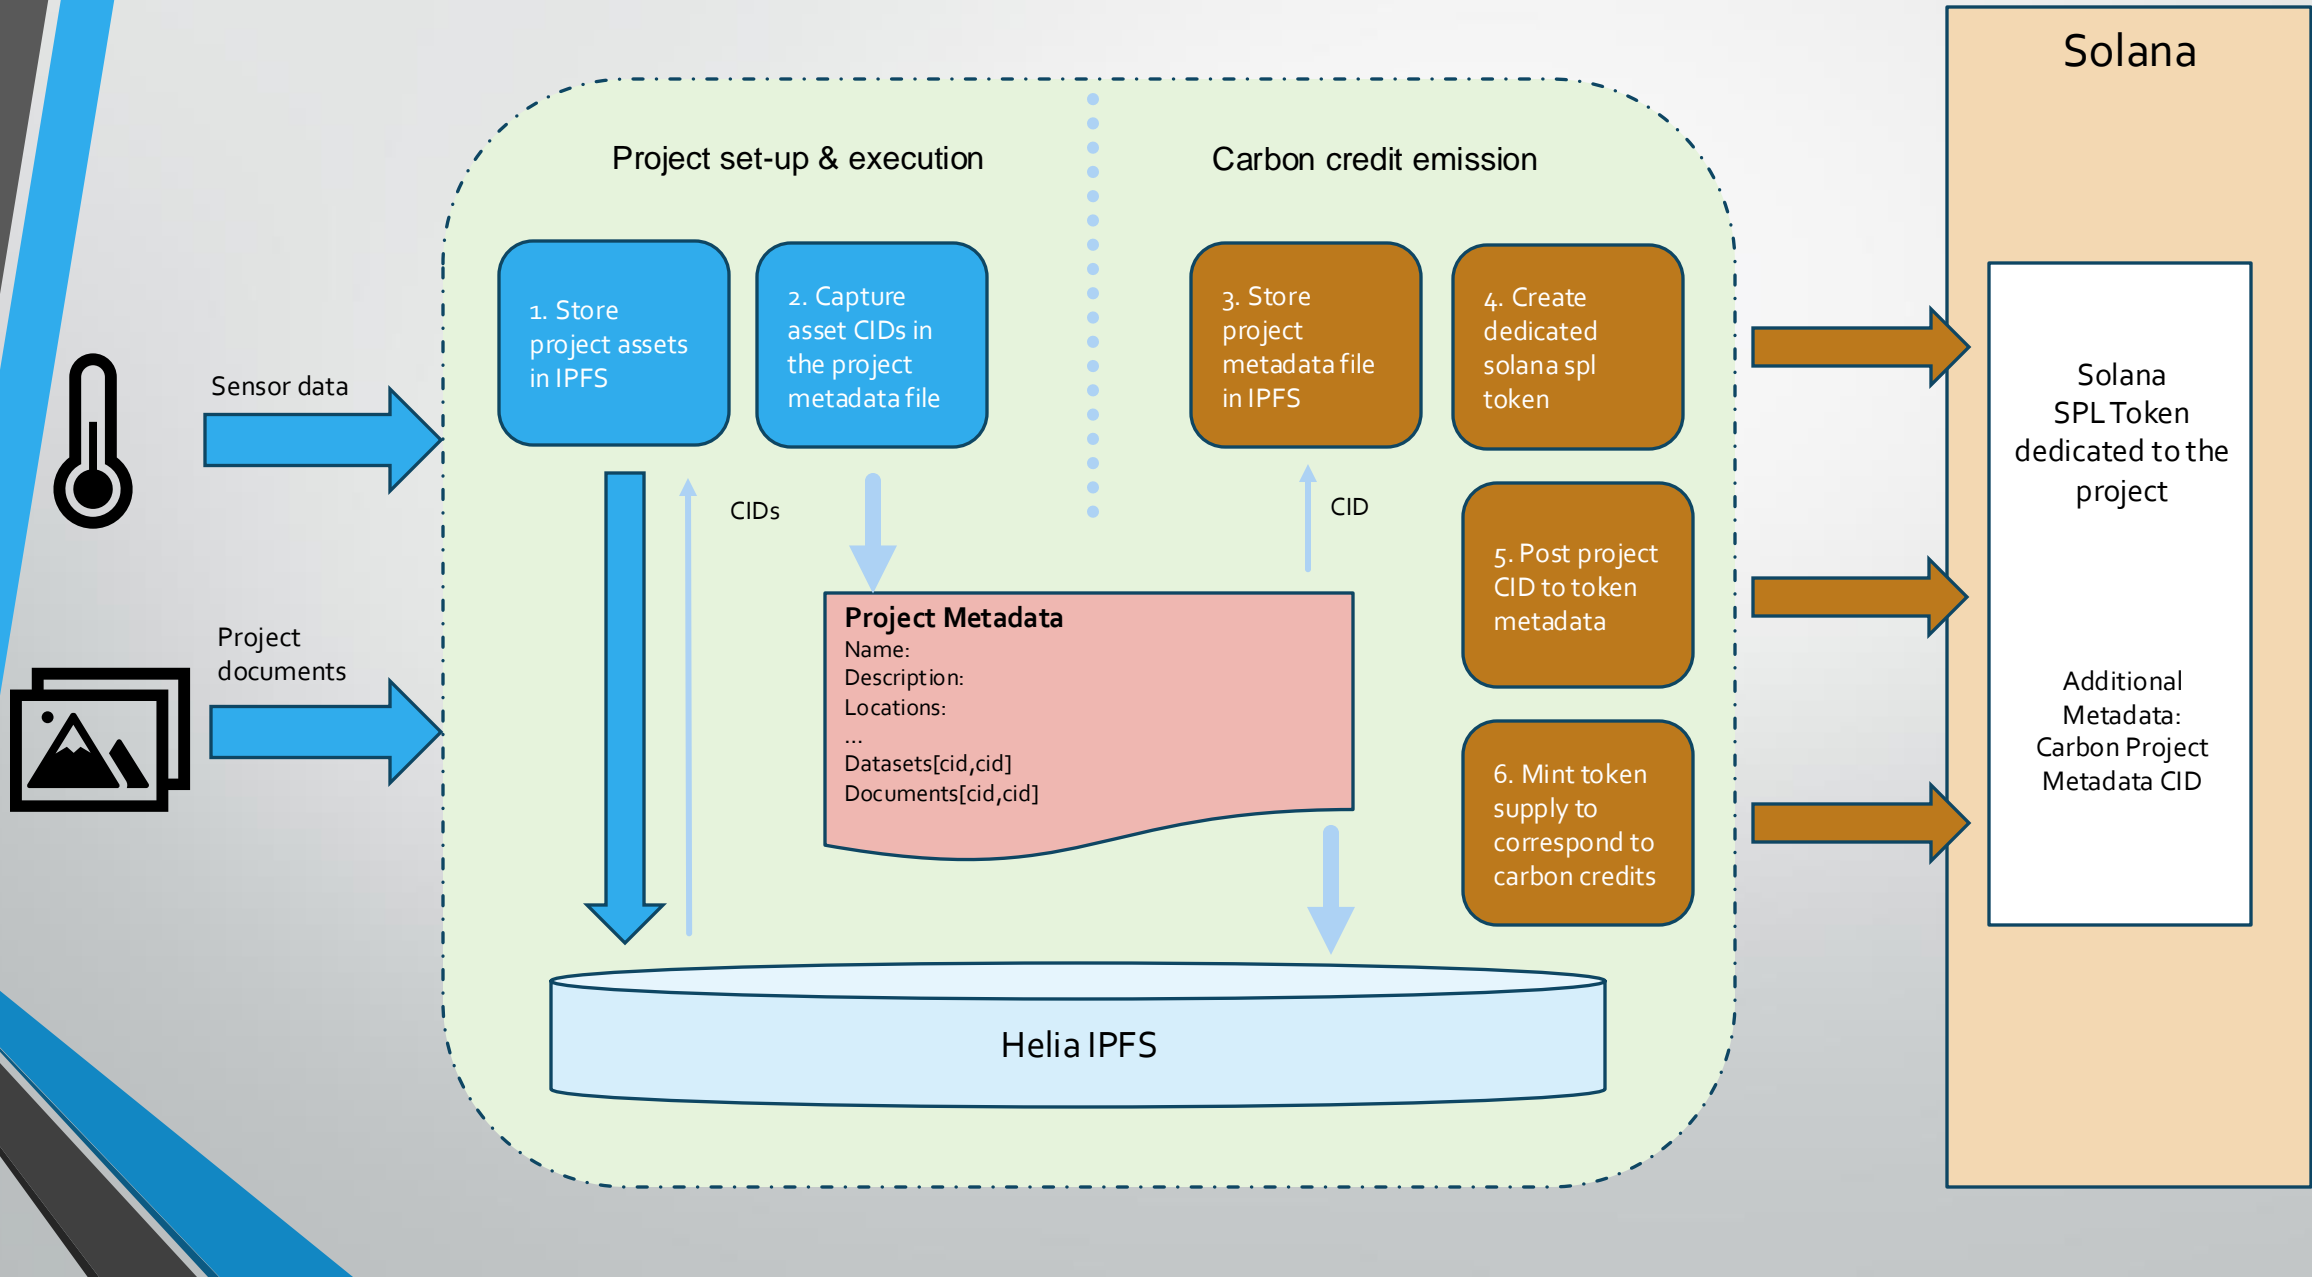 Solana
Project set-up & execution
Carbon credit emission
1. Store
project assets
in IPFS
2. Capture
asset CIDs in
the project
metadata file
3. Store
project
metadata file
in IPFS
4. Create
dedicated
solana spl
token
Sensor data
CIDs
CID
Solana
SPL Token
dedicated to the
project
5. Post project
CID to token
metadata
Project
documents
Project Metadata
Name:
Description:
Locations:
...
Datasets[cid,cid]
Documents[cid,cid]
Additional
Metadata:
Carbon Project
Metadata CID
6. Mint token
supply to
correspond to
carbon credits
Helia IPFS